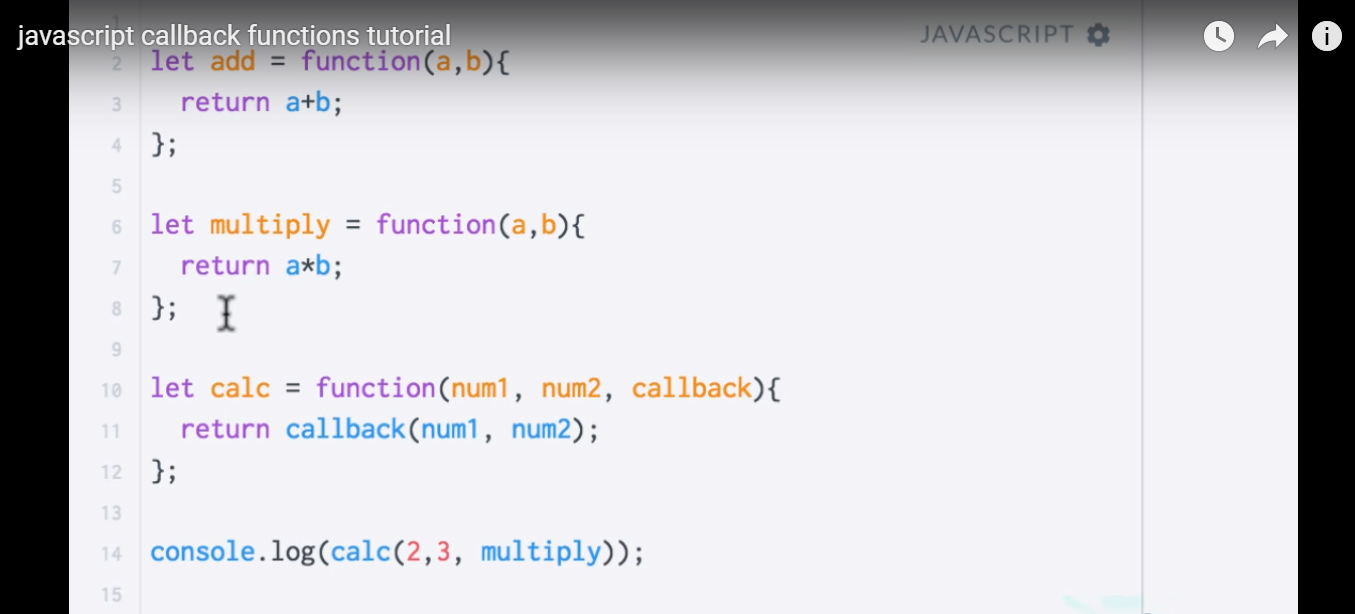 javascript callback functions tutorial
JAVASCRIPT
1
2 let add = function(a,b){
3   return a+b;
4 };
5
6 let multiply = function(a,b){
7   return a*b;
8 };
9
10 let calc = function(num1, num2, callback){
11   return callback(num1, num2);
12 };
13
14 console.log(calc(2,3, multiply));
15